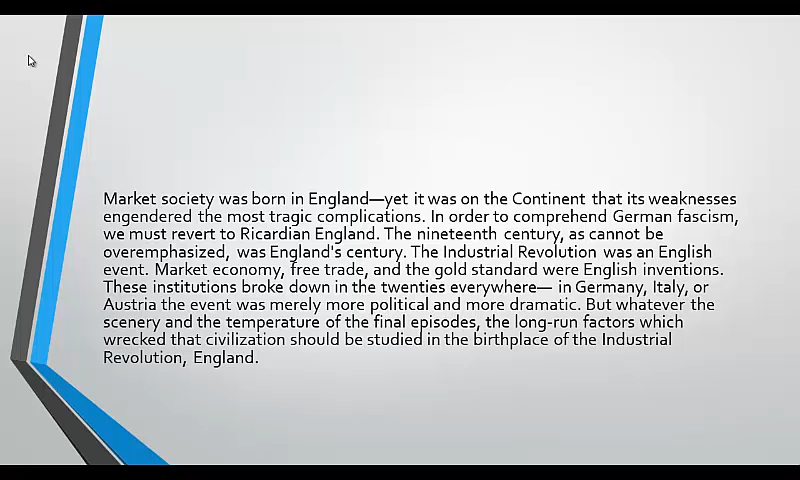 Market society was born in England—yet it was on the Continent that its weaknesses
engendered the most tragic complications. In order to comprehend German fascism,
we must revert to Ricardian England. The nineteenth century, as cannot be
overemphasized, was England's century. The Industrial Revolution was an English
event. Market economy, free trade, and the gold standard were English inventions.
These institutions broke down in the twenties everywhere— in Germany, Italy, or
Austria the event was merely more political and more dramatic. But whatever the
scenery and the temperature of the final episodes, the long-run factors which
wrecked that civilization should be studied in the birthplace of the Industrial
Revolution, England.